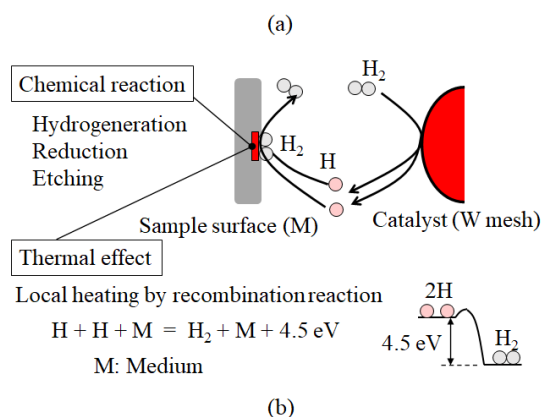 (a)
Chemical reaction
Hydrogeneration
Reduction
Etching
H₂
H₂
H
Sample surface (M)
Catalyst (W mesh)
Thermal effect
Local heating by recombination reaction
H + H + M = H₂ + M + 4.5 eV
M: Medium
2H
4.5 eV
H₂
(b)